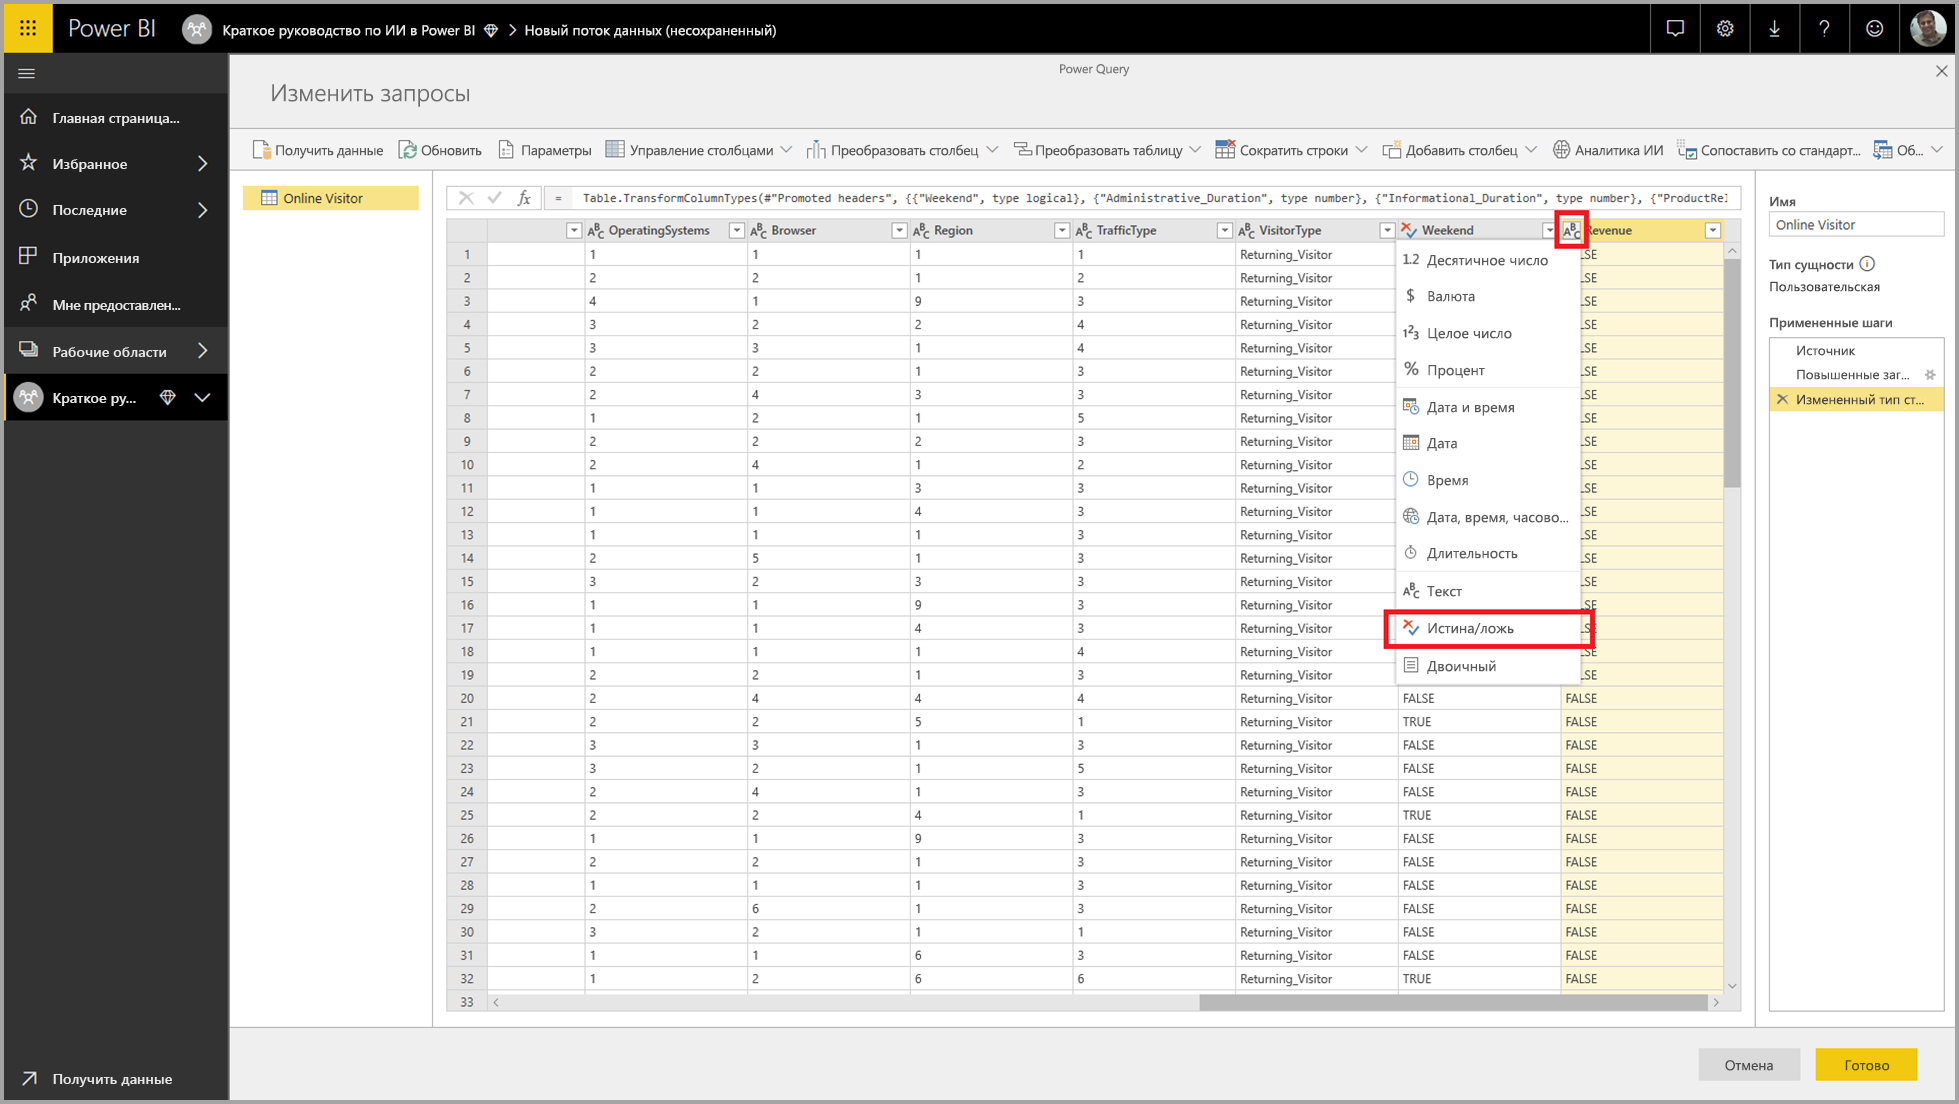 Power BI
Краткое руководство по ИИ в Power BI
Новый поток данных (несохраненный)
Power Query
Изменить запросы
Главная страница...
Избранное
Последние
Приложения
Мне предоставлен...
Рабочие области
Краткое ру...
Получить данные
Получить данные
Обновить
Параметры
Управление столбцами
Преобразовать столбец
Преобразовать таблицу
Сократить строки
Добавить столбец
Аналитика ИИ
Сопоставить со стандарт...
Об...
Online Visitor
fx
= Table.TransformColumnTypes(#"Promoted headers", {{"Weekend", type logical}, {"Administrative_Duration", type number}, {"Informational_Duration", type number}, {"ProductRel
OperatingSystems Browser Region TrafficType VisitorType Weekend Revenue
1 1 1 1 1 Returning_Visitor LSE
2 2 2 1 2 Returning_Visitor LSE
3 4 1 9 3 Returning_Visitor LSE
4 3 2 2 4 Returning_Visitor LSE
5 3 3 1 4 Returning_Visitor LSE
6 2 2 1 3 Returning_Visitor LSE
7 2 4 3 3 Returning_Visitor LSE
8 1 2 1 5 Returning_Visitor LSE
9 2 2 2 3 Returning_Visitor LSE
10 2 4 1 2 Returning_Visitor LSE
11 1 1 3 3 Returning_Visitor LSE
12 1 1 4 3 Returning_Visitor LSE
13 1 1 1 3 Returning_Visitor LSE
14 2 5 1 3 Returning_Visitor LSE
15 3 2 3 3 Returning_Visitor LSE
16 1 1 9 3 Returning_Visitor LSE
17 1 1 4 3 Returning_Visitor LSE
18 1 1 1 4 Returning_Visitor LSE
19 2 2 1 3 Returning_Visitor LSE
20 2 4 4 4 Returning_Visitor FALSE FALSE
21 2 2 5 1 Returning_Visitor TRUE FALSE
22 3 3 1 3 Returning_Visitor FALSE FALSE
23 3 2 1 5 Returning_Visitor FALSE FALSE
24 2 4 1 3 Returning_Visitor FALSE FALSE
25 2 2 4 1 Returning_Visitor TRUE FALSE
26 1 1 9 3 Returning_Visitor FALSE FALSE
27 2 2 1 3 Returning_Visitor FALSE FALSE
28 1 1 1 3 Returning_Visitor FALSE FALSE
29 2 6 1 3 Returning_Visitor FALSE FALSE
30 3 2 1 1 Returning_Visitor FALSE FALSE
31 1 1 6 3 Returning_Visitor FALSE FALSE
32 1 2 6 6 Returning_Visitor TRUE FALSE
33
1.2 Десятичное число
$ Валюта
123 Целое число
% Процент
Дата и время
Дата
Время
Дата, время, часово...
Длительность
ABC Текст
Истина/ложь
Двоичный
Имя
Online Visitor
Тип сущности
Пользовательская
Примененные шаги
Источник
Повышенные заг...
Измененный тип ст...
Отмена
Готово